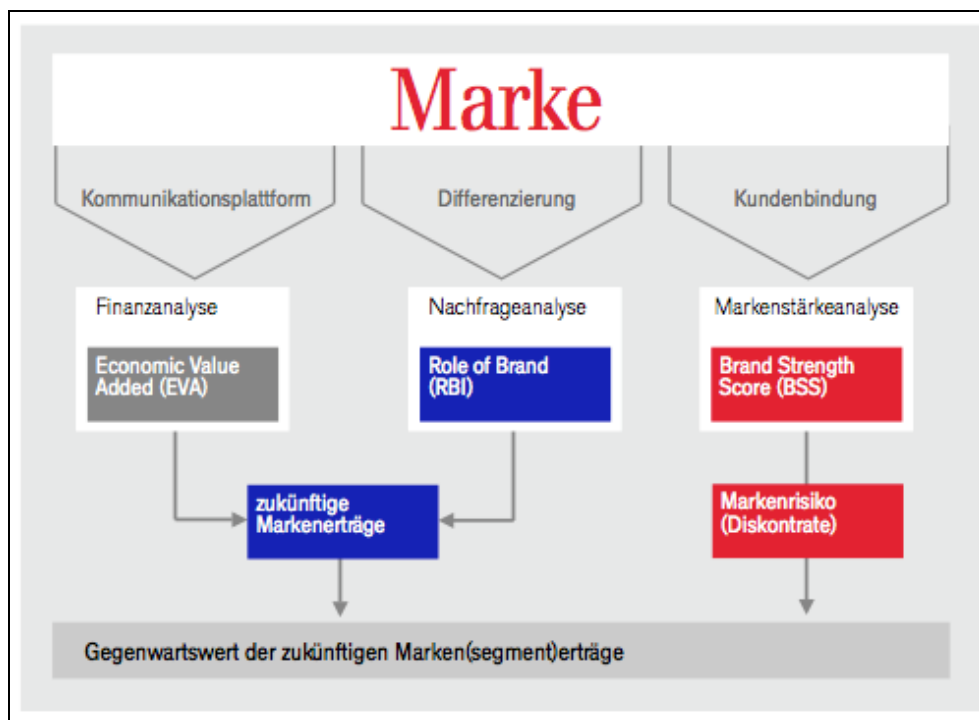 Marke
Kommunikationsplattform
Differenzierung
Kundenbindung
Finanzanalyse
Economic Value
Added (EVA)
Nachfrageanalyse
Role of Brand
(RBI)
Markenstärkeanalyse
Brand Strength
Score (BSS)
zukünftige
Markenerträge
Markenrisiko
(Diskontrate)
Gegenwartswert der zukünftigen Marken(segment)erträge